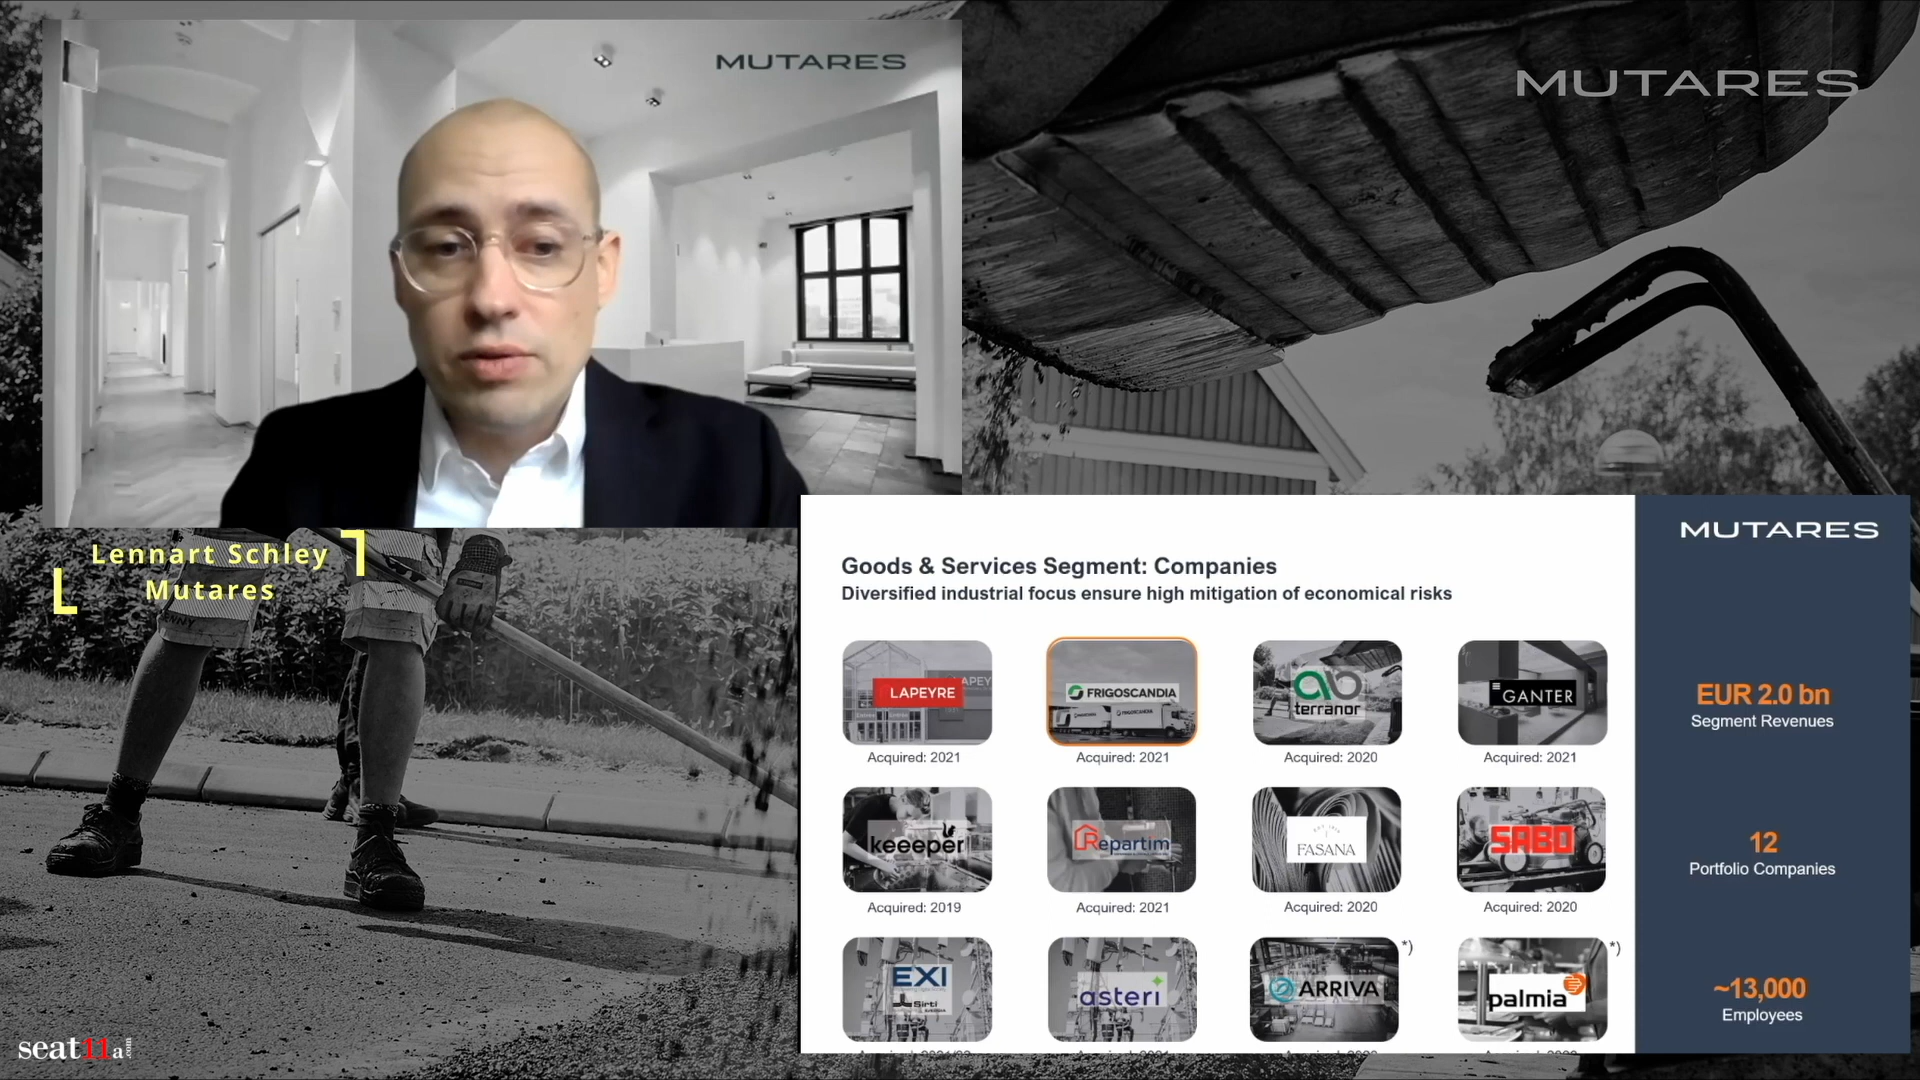 MUTARES
MUTARES
Lennart Schley
Mutares
MUTARES
Goods & Services Segment: Companies
Diversified industrial focus ensure high mitigation of economical risks
LAPEYRE
FRIGOSCANDIA
terranor
GANTER
Acquired: 2021
Acquired: 2021
Acquired: 2020
Acquired: 2021
keeeper
Repartim
FASANA
SABO
Acquired: 2019
Acquired: 2021
Acquired: 2020
Acquired: 2020
EXI
Sirti
asteri
ARRIVA
*)
palmia
*)
EUR 2.0 bn
Segment Revenues
12
Portfolio Companies
~13,000
Employees
seat11a.com